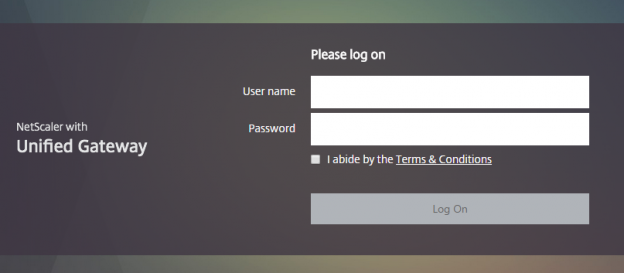 Please log on
User name
Password
NetScaler with
Unified Gateway
I abide by the Terms & Conditions
Log On